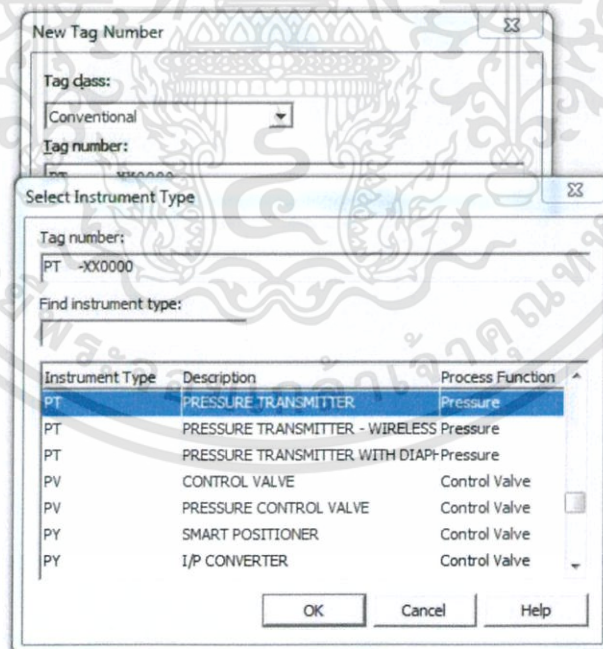 New Tag Number
Tag class:
Conventional
Tag number:
Select Instrument Type
Tag number:
PT -XX0000
Find instrument type:
Instrument Type Description Process Function
PT PRESSURE TRANSMITTER Pressure
PT PRESSURE TRANSMITTER - WIRELESS Pressure
PT PRESSURE TRANSMITTER WITH DIAPH Pressure
PV CONTROL VALVE Control Valve
PV PRESSURE CONTROL VALVE Control Valve
PY SMART POSITIONER Control Valve
PY I/P CONVERTER Control Valve
OK Cancel Help